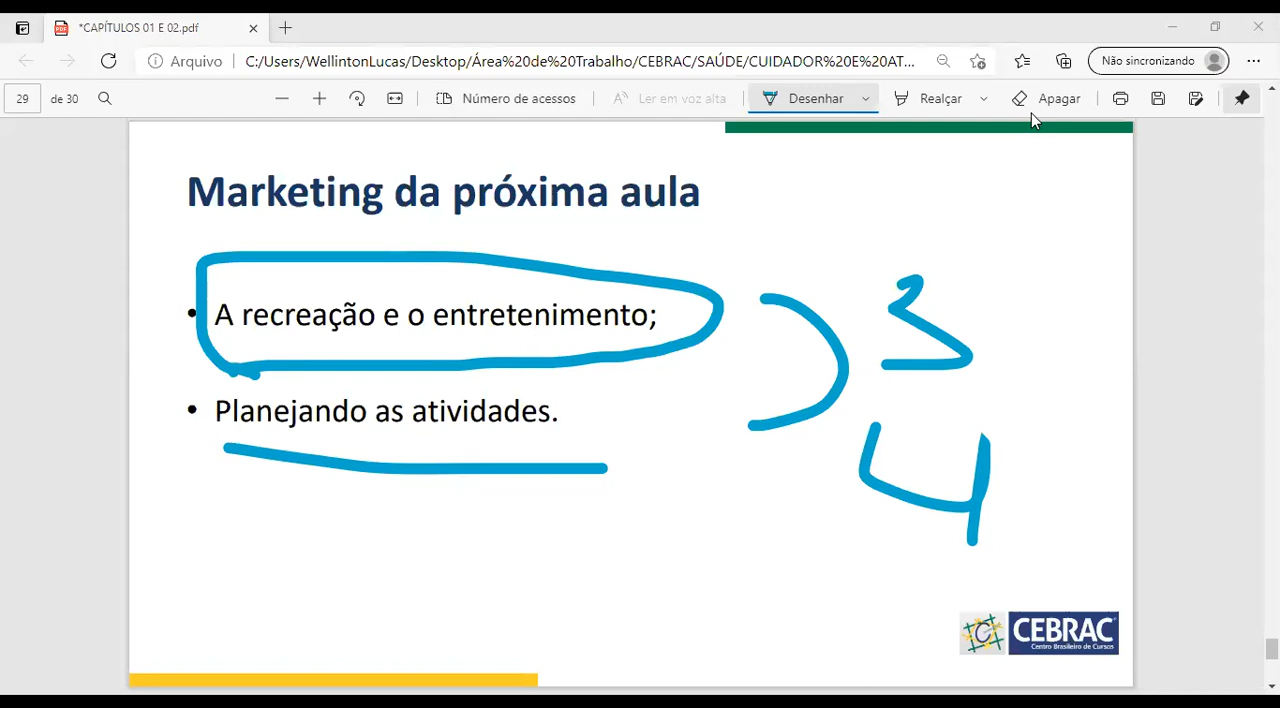 *CAPÍTULOS 01 E 02.pdf
Arquivo C:/Users/WellintonLucas/Desktop/Área%20de%20Trabalho/CEBRAC/SAÚDE/CUIDADOR%20E%20AT... Não sincronizando
29 de 30 Número de acessos Ler em voz alta Desenhar Realçar Apagar
Marketing da próxima aula
• A recreação e o entretenimento;
3
• Planejando as atividades.
4
CEBRAC
Centro Brasileiro de Cursos